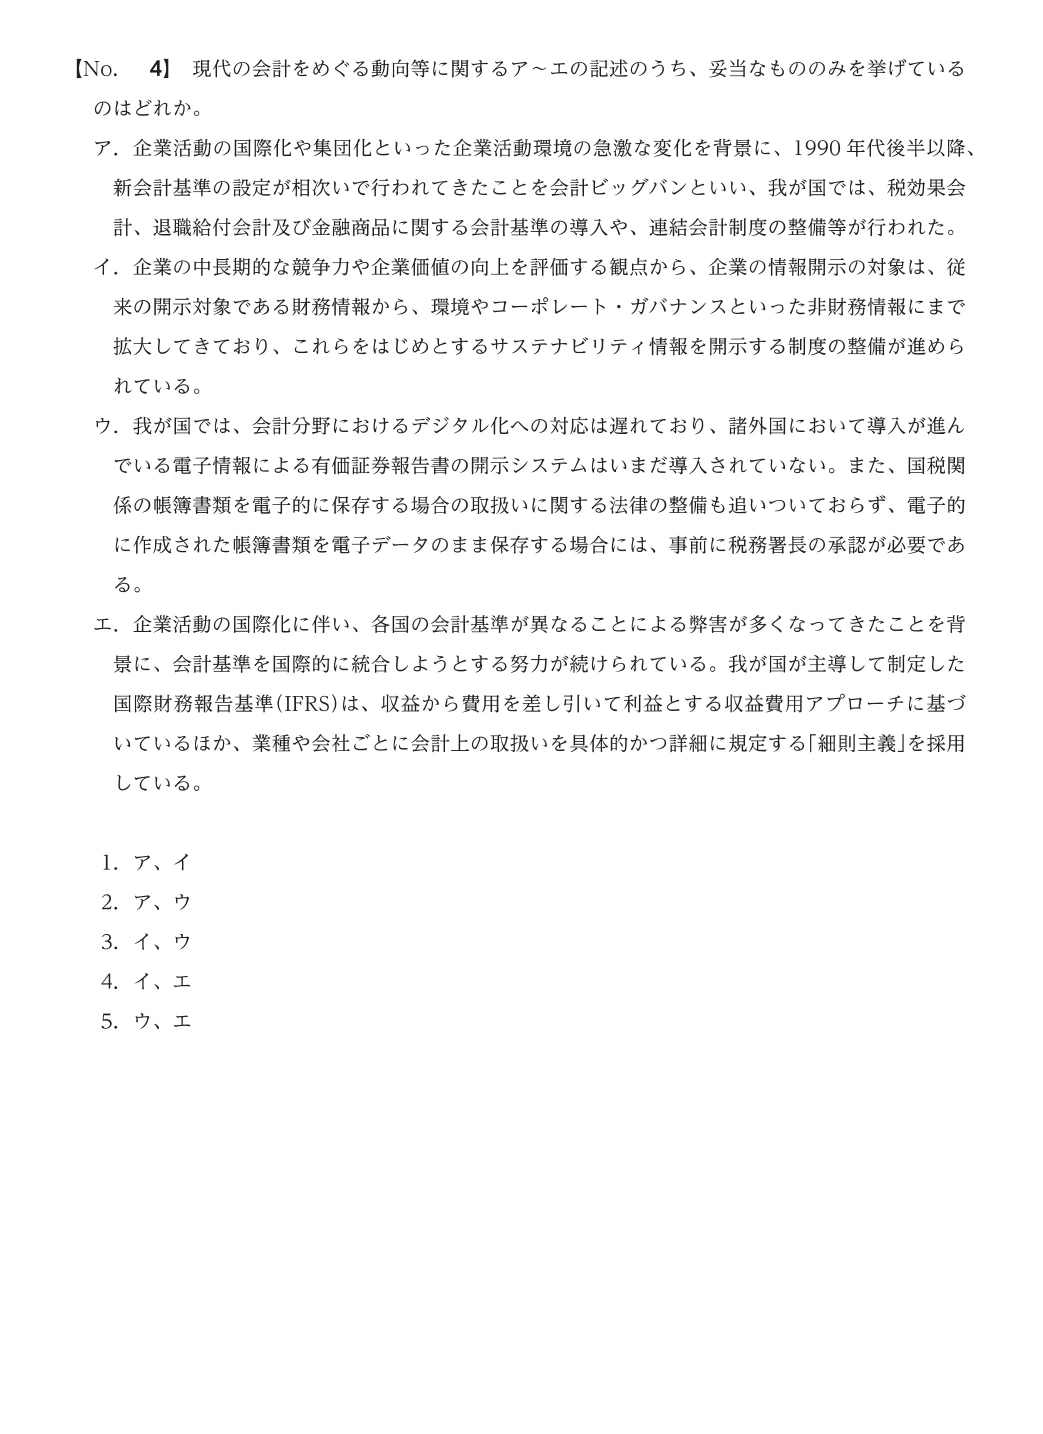 【No. 4】 現代の会計をめぐる動向等に関するア～エの記述のうち、妥当なもののみを挙げている
のはどれか。
ア．企業活動の国際化や集団化といった企業活動環境の急激な変化を背景に、1990 年代後半以降、
新会計基準の設定が相次いで行われてきたことを会計ビッグバンといい、我が国では、税効果会
計、退職給付会計及び金融商品に関する会計基準の導入や、連結会計制度の整備等が行われた。
イ．企業の中長期的な競争力や企業価値の向上を評価する観点から、企業の情報開示の対象は、従
来の開示対象である財務情報から、環境やコーポレート・ガバナンスといった非財務情報にまで
拡大してきており、これらをはじめとするサステナビリティ情報を開示する制度の整備が進めら
れている。
ウ．我が国では、会計分野におけるデジタル化への対応は遅れており、諸外国において導入が進ん
でいる電子情報による有価証券報告書の開示システムはいまだ導入されていない。また、国税関
係の帳簿書類を電子的に保存する場合の取扱いに関する法律の整備も追いついておらず、電子的
に作成された帳簿書類を電子データのまま保存する場合には、事前に税務署長の承認が必要であ
る。
エ．企業活動の国際化に伴い、各国の会計基準が異なることによる弊害が多くなってきたことを背
景に、会計基準を国際的に統合しようとする努力が続けられている。我が国が主導して制定した
国際財務報告基準(IFRS)は、収益から費用を差し引いて利益とする収益費用アプローチに基づ
いているほか、業種や会社ごとに会計上の取扱いを具体的かつ詳細に規定する「細則主義」を採用
している。
1．ア、イ
2．ア、ウ
3．イ、ウ
4．イ、エ
5．ウ、エ